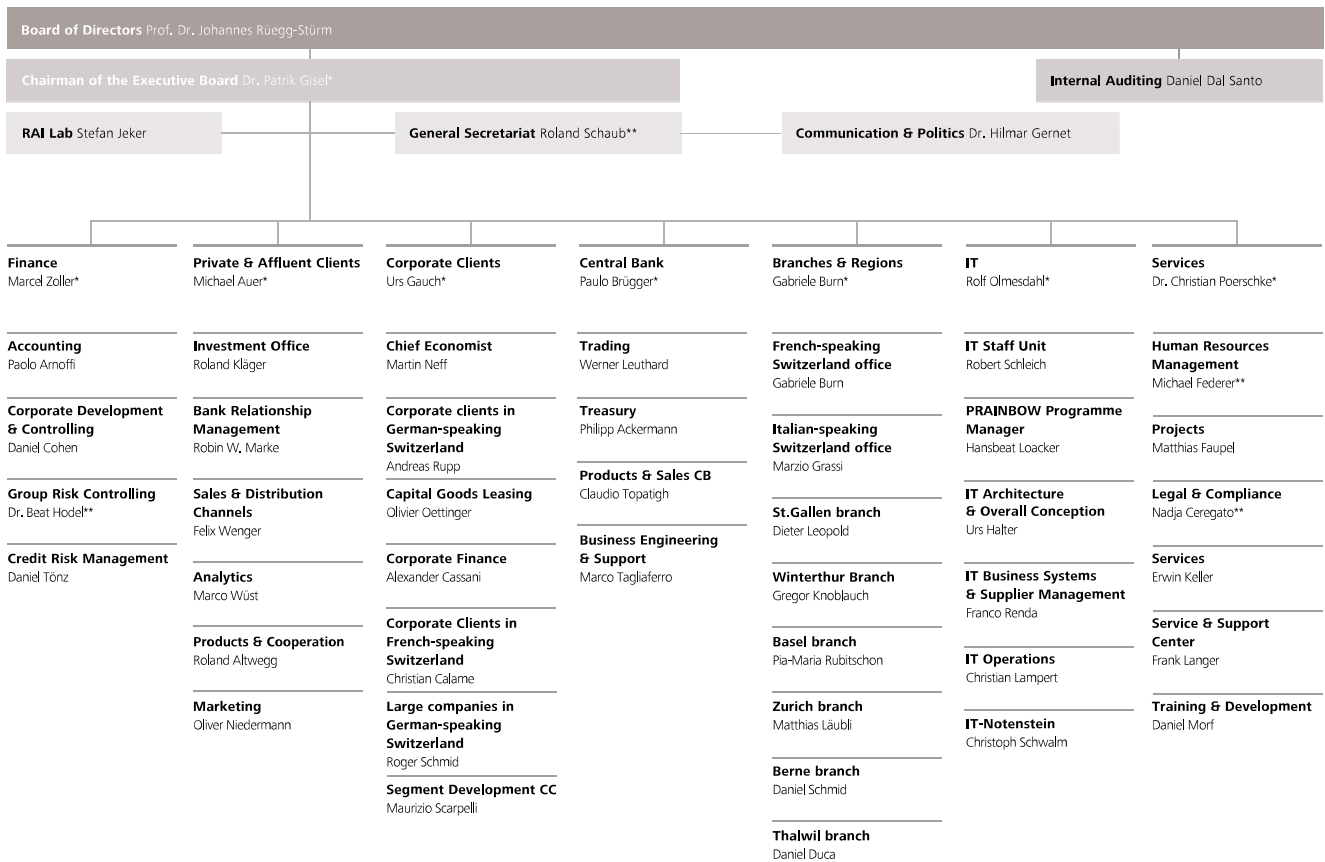 Board of Directors Prof. Dr. Johannes Rüegg-Stürm
Chairman of the Executive Board Dr. Patrik Gisel*
Internal Auditing Daniel Dal Santo
RAI Lab Stefan Jeker
General Secretariat Roland Schaub**
Communication & Politics Dr. Hilmar Gernet
Finance
Marcel Zoller*
Accounting
Paolo Arnoffi
Corporate Development
& Controlling
Daniel Cohen
Group Risk Controlling
Dr. Beat Hodel**
Credit Risk Management
Daniel Tönz
Private & Affluent Clients
Michael Auer*
Investment Office
Roland Kläger
Bank Relationship
Management
Robin W. Marke
Sales & Distribution
Channels
Felix Wenger
Analytics
Marco Wüst
Products & Cooperation
Roland Altwegg
Marketing
Oliver Niedermann
Corporate Clients
Urs Gauch*
Chief Economist
Martin Neff
Corporate clients in
German-speaking
Switzerland
Andreas Rupp
Capital Goods Leasing
Olivier Oettinger
Corporate Finance
Alexander Cassani
Corporate Clients in
French-speaking
Switzerland
Christian Calame
Large companies in
German-speaking
Switzerland
Roger Schmid
Segment Development CC
Maurizio Scarpelli
Central Bank
Paulo Brügger*
Trading
Werner Leuthard
Treasury
Philipp Ackermann
Products & Sales CB
Claudio Topatigh
Business Engineering
& Support
Marco Tagliaferro
Branches & Regions
Gabriele Burn*
French-speaking
Switzerland office
Gabriele Burn
Italian-speaking
Switzerland office
Marzio Grassi
St.Gallen branch
Dieter Leopold
Winterthur Branch
Gregor Knoblauch
Basel branch
Pia-Maria Rubitschon
Zurich branch
Matthias Läubli
Berne branch
Daniel Schmid
Thalwil branch
Daniel Duca
IT
Rolf Olmesdahl*
IT Staff Unit
Robert Schleich
PRAINBOW Programme
Manager
Hansbeat Loacker
IT Architecture
& Overall Conception
Urs Halter
IT Business Systems
& Supplier Management
Franco Renda
IT Operations
Christian Lampert
IT-Notenstein
Christoph Schwalm
Services
Dr. Christian Poerschke*
Human Resources
Management
Michael Federer**
Projects
Matthias Faupel
Legal & Compliance
Nadja Ceregato**
Services
Erwin Keller
Service & Support
Center
Frank Langer
Training & Development
Daniel Morf